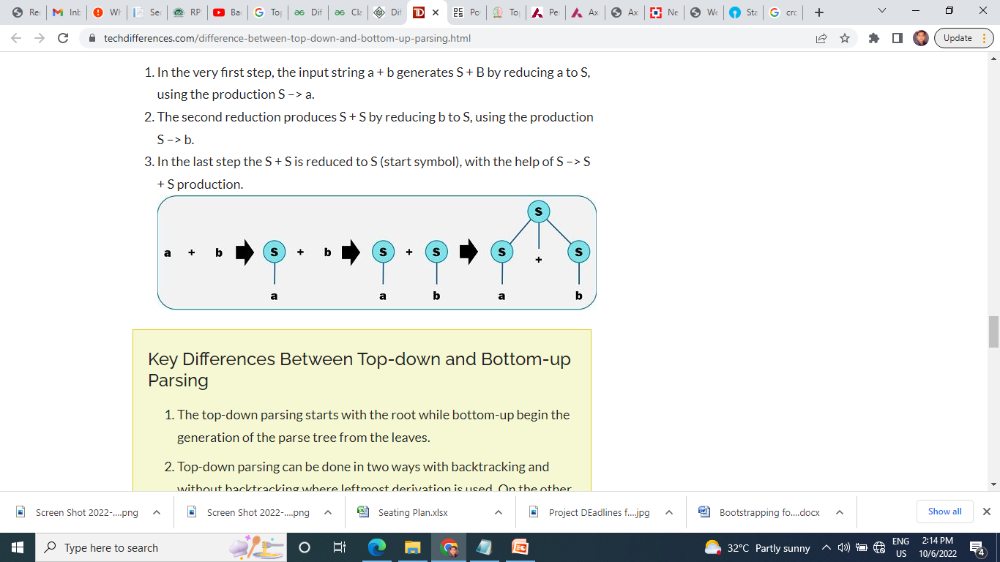 Re
Inb
Wh
Sec
RP
Ba
Top
Dif
Cla
Dif
Po
Top
Pe
Ax
Ax
Ne
We
Sta
crc
techdifferences.com/difference-between-top-down-and-bottom-up-parsing.html
Update
1. In the very first step, the input string a + b generates S + B by reducing a to S,
using the production S –> a.
2. The second reduction produces S + S by reducing b to S, using the production
S –> b.
3. In the last step the S + S is reduced to S (start symbol), with the help of S –> S
+ S production.
S
a + b S + b S + S S + S
a a b a b
Key Differences Between Top-down and Bottom-up
Parsing
1. The top-down parsing starts with the root while bottom-up begin the
generation of the parse tree from the leaves.
2. Top-down parsing can be done in two ways with backtracking and
without backtracking where leftmost derivation is used. On the other
Screen Shot 2022-....png
Screen Shot 2022-....png
Seating Plan.xlsx
Project DEadlines f....jpg
Bootstrapping fo....docx
Show all
Type here to search
32°C Partly sunny
ENG
US
2:14 PM
10/6/2022
4